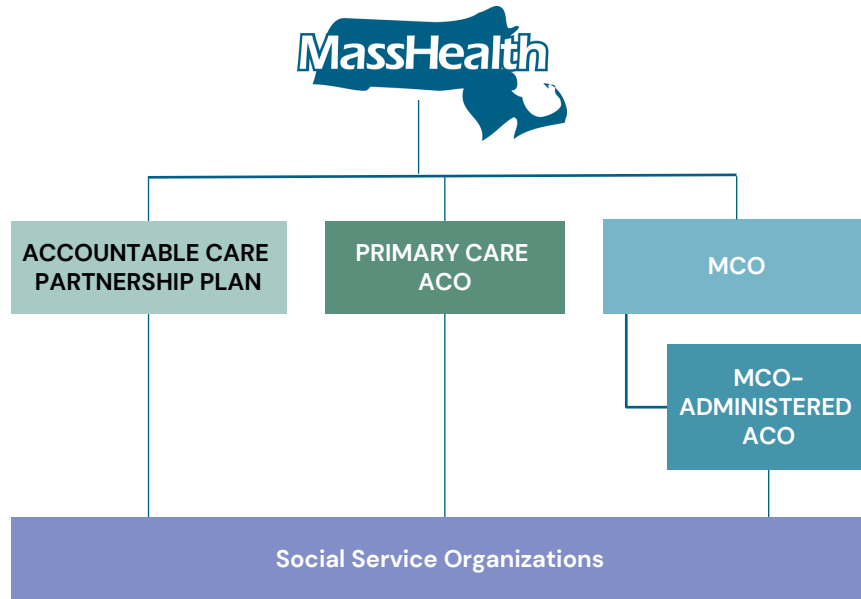 MassHealth
ACCOUNTABLE CARE
PARTNERSHIP PLAN
PRIMARY CARE
ACO
MCO
MCO-
ADMINISTERED
ACO
Social Service Organizations